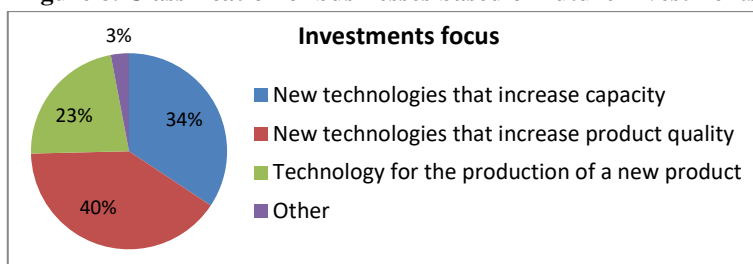 Investments focus
3%
34%
23%
40%
New technologies that increase capacity
New technologies that increase product quality
Technology for the production of a new product
Other